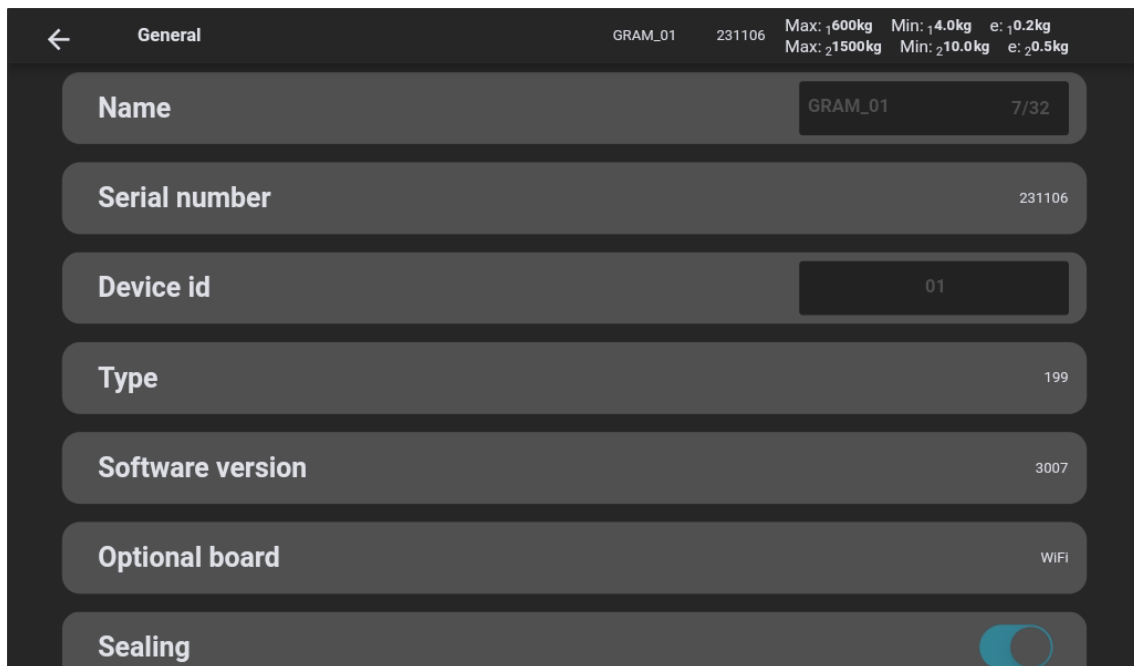 General GRAM_01 231106 Max: ₁600kg Min: ₁4.0kg e: ₁0.2kg
Max: ₂1500kg Min: ₂10.0kg e: ₂0.5kg
Name GRAM_01 7/32
Serial number 231106
Device id 01
Type 199
Software version 3007
Optional board WiFi
Sealing